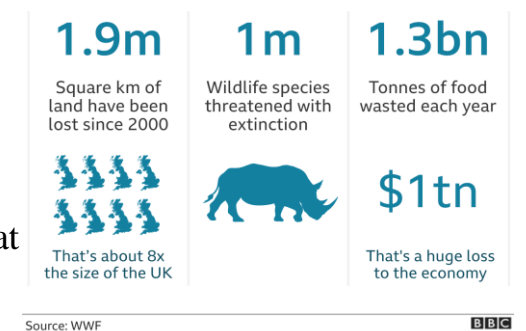 1.9m
Square km of
land have been
lost since 2000
That's about 8x
the size of the UK
1m
Wildlife species
threatened with
extinction
1.3bn
Tonnes of food
wasted each year
$1tn
That's a huge loss
to the economy
at
Source: WWF
BBC